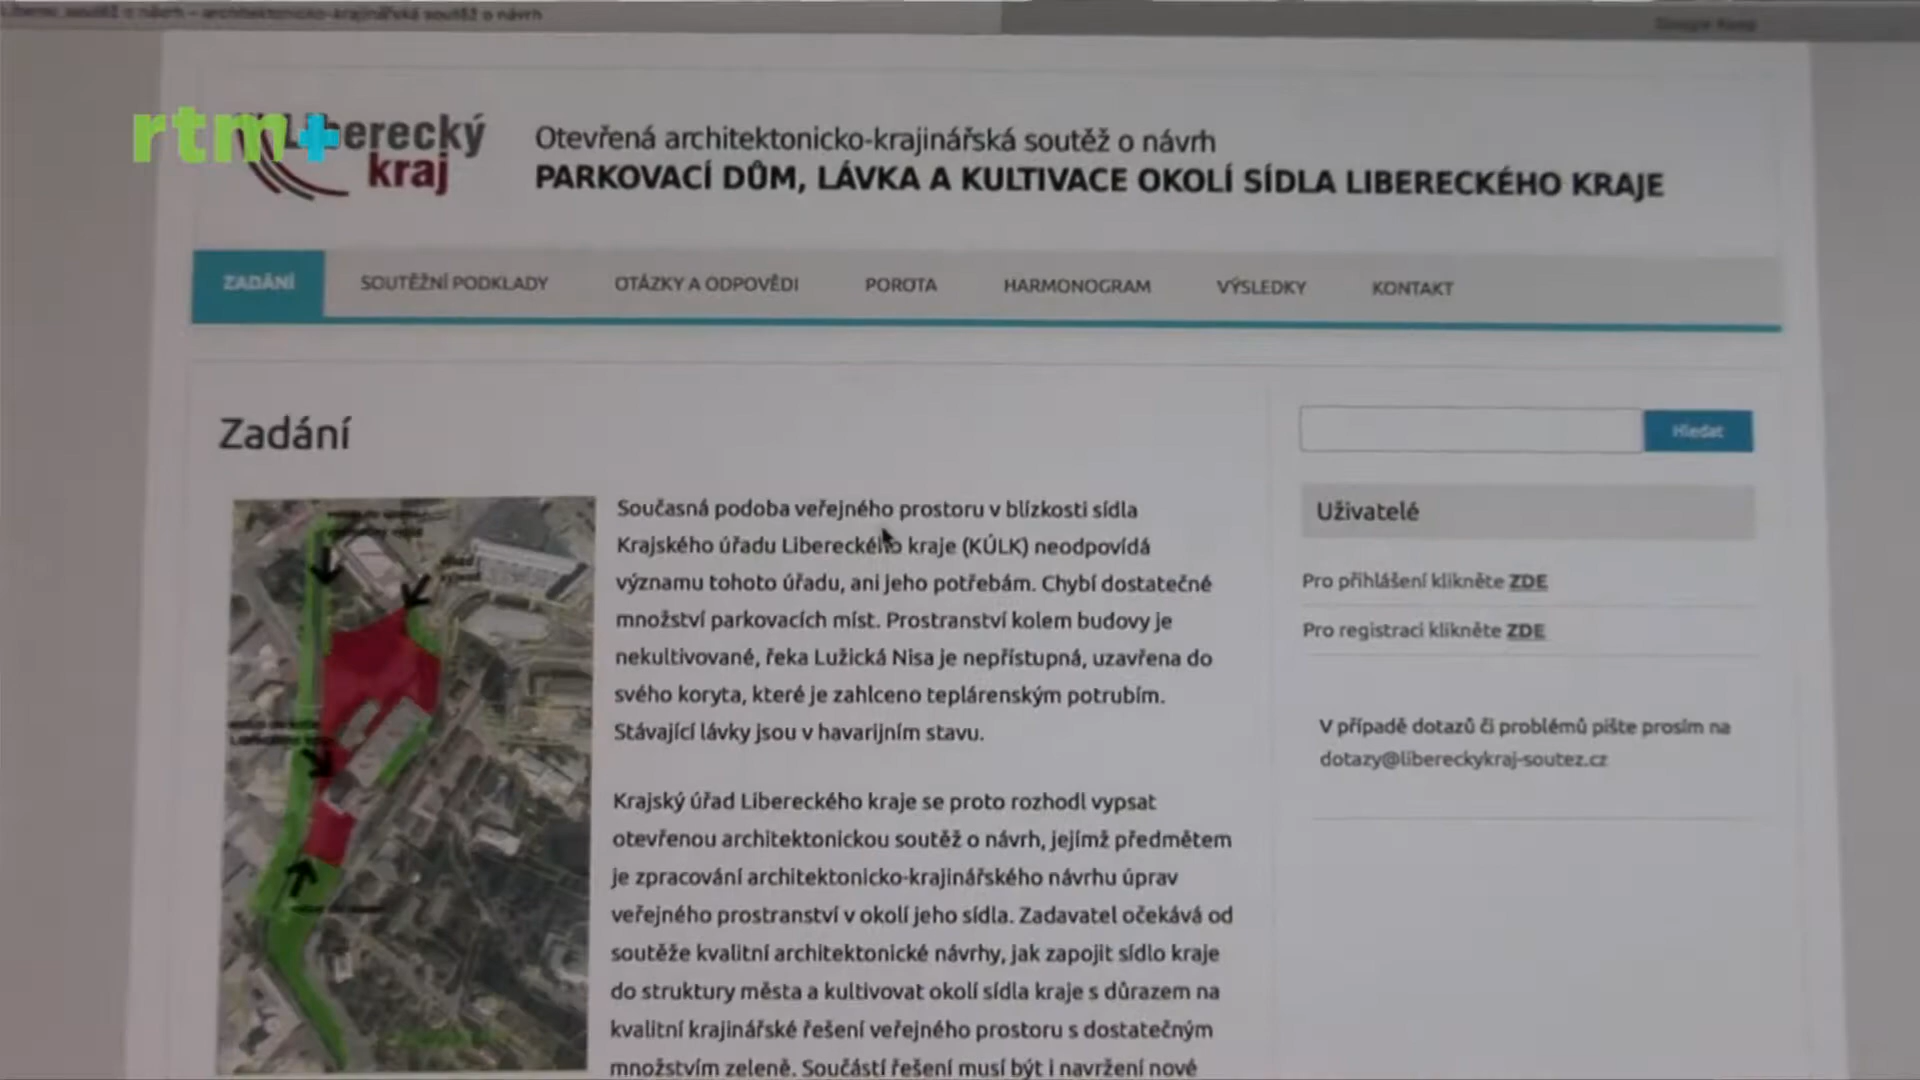 Liberec soutěž o návrh – architektonicko-krajinářská soutěž o návrh
rtm+
Liberecký
kraj
Otevřená architektonicko-krajinářská soutěž o návrh
PARKOVACÍ DŮM, LÁVKA A KULTIVACE OKOLÍ SÍDLA LIBERECKÉHO KRAJE
ZADÁNÍ SOUTĚŽNÍ PODKLADY OTÁZKY A ODPOVĚDI POROTA HARMONOGRAM VÝSLEDKY KONTAKT
Zadání
Současná podoba veřejného prostoru v blízkosti sídla
Krajského úřadu Libereckého kraje (KÚLK) neodpovídá
významu tohoto úřadu, ani jeho potřebám. Chybí dostatečné
množství parkovacích míst. Prostranství kolem budovy je
nekultivované, řeka Lužická Nisa je nepřístupná, uzavřena do
svého koryta, které je zahlceno teplárenským potrubím.
Stávající lávky jsou v havarijním stavu.
Krajský úřad Libereckého kraje se proto rozhodl vypsat
otevřenou architektonickou soutěž o návrh, jejímž předmětem
je zpracování architektonicko-krajinářského návrhu úprav
veřejného prostranství v okolí jeho sídla. Zadavatel očekává od
soutěže kvalitní architektonické návrhy, jak zapojit sídlo kraje
do struktury města a kultivovat okolí sídla kraje s důrazem na
kvalitní krajinářské řešení veřejného prostoru s dostatečným
množstvím zeleně. Součástí řešení musí být i navržení nové
Hledat
Uživatelé
Pro přihlášení klikněte ZDE
Pro registraci klikněte ZDE
V případě dotazů či problémů pište prosím na
dotazy@libereckykraj-soutez.cz